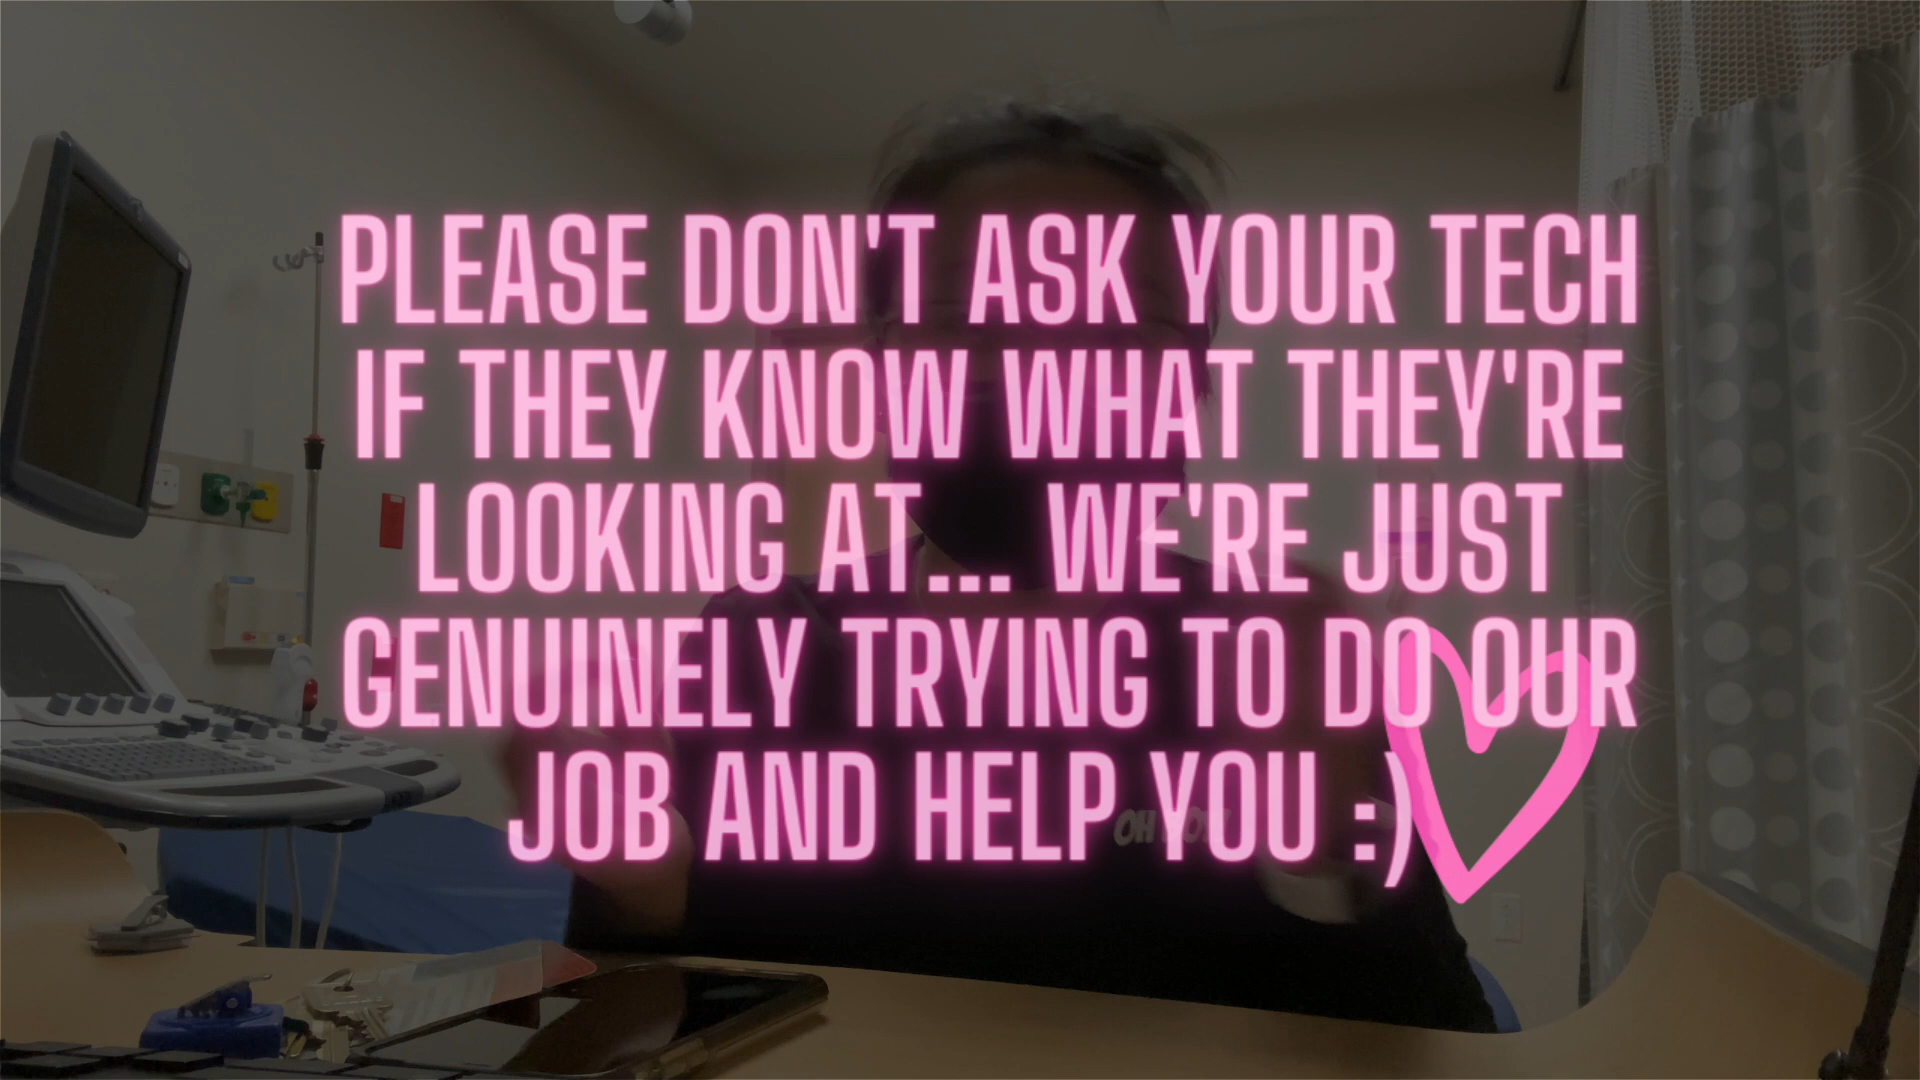 PLEASE DON'T ASK YOUR TECH
IF THEY KNOW WHAT THEY'RE
LOOKING AT... WE'RE JUST
GENUINELY TRYING TO DO OUR
JOB AND HELP YOU :)
OH